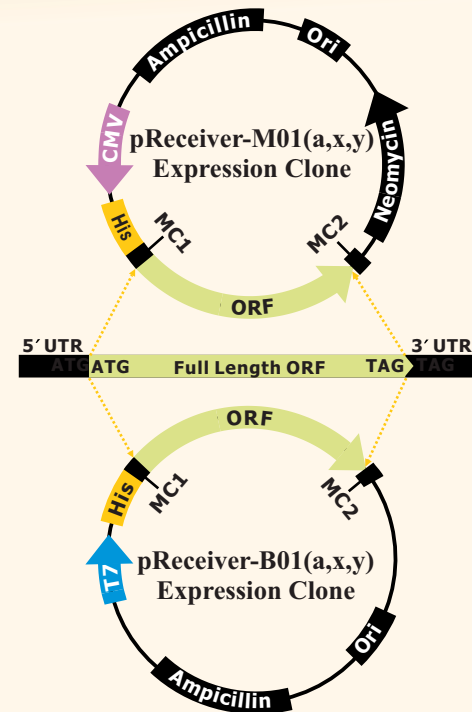 Ampicillin
Ori
CMV
pReceiver-M01(a,x,y)
Expression Clone
Neomycin
His
MC1
MC2
ORF
5´UTR
3´UTR
ATG ATG
Full Length ORF
TAG TAG
ORF
His
MC1
MC2
T7
pReceiver-B01(a,x,y)
Expression Clone
Ori
Ampicillin